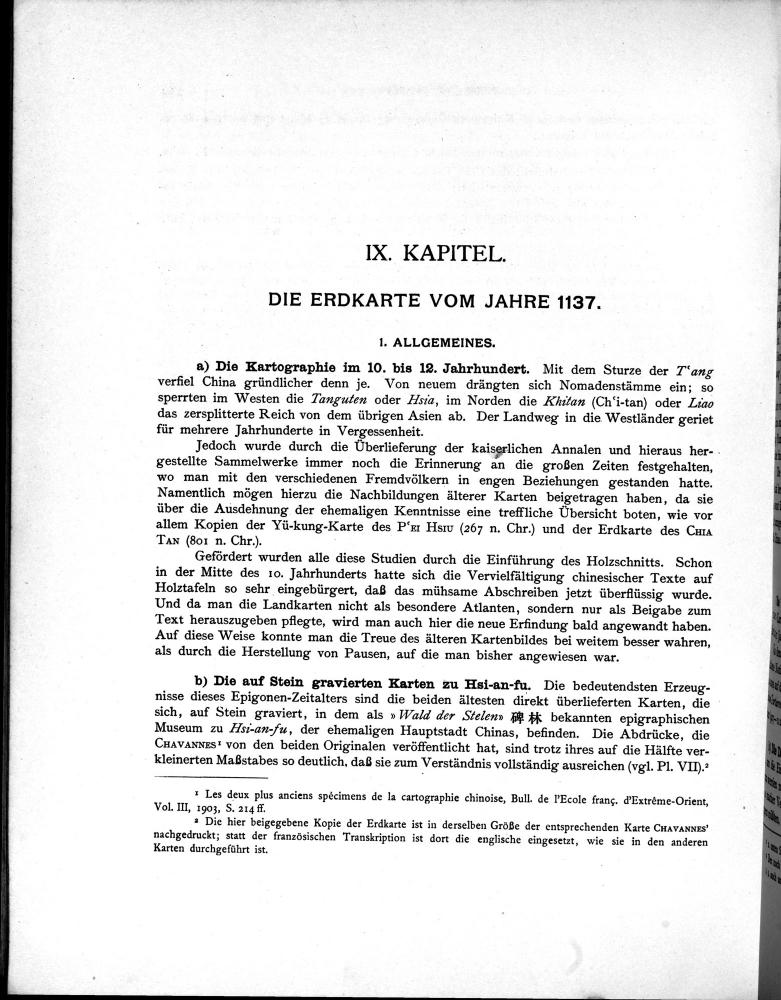 IX. KAPITEL.
DIE ERDKARTE VOM JAHRE 1137.
1. ALLGEMEINES.
a) Die Kartographie im 10. bis 12. Jahrhundert. Mit dem Sturze der Tʻang
verfiel China gründlicher denn je. Von neuem drängten sich Nomadenstämme ein; so
sperrten im Westen die Tanguten oder Hsia, im Norden die Khitan (Chʻi-tan) oder Liao
das zersplitterte Reich von dem übrigen Asien ab. Der Landweg in die Westländer geriet
für mehrere Jahrhunderte in Vergessenheit.
Jedoch wurde durch die Überlieferung der kaiserlichen Annalen und hieraus her-
gestellte Sammelwerke immer noch die Erinnerung an die großen Zeiten festgehalten,
wo man mit den verschiedenen Fremdvölkern in engen Beziehungen gestanden hatte.
Namentlich mögen hierzu die Nachbildungen älterer Karten beigetragen haben, da sie
über die Ausdehnung der ehemaligen Kenntnisse eine treffliche Übersicht boten, wie vor
allem Kopien der Yü-kung-Karte des PʻEI HSIU (267 n. Chr.) und der Erdkarte des CHIA
TAN (801 n. Chr.).
Gefördert wurden alle diese Studien durch die Einführung des Holzschnitts. Schon
in der Mitte des 10. Jahrhunderts hatte sich die Vervielfältigung chinesischer Texte auf
Holztafeln so sehr eingebürgert, daß das mühsame Abschreiben jetzt überflüssig wurde.
Und da man die Landkarten nicht als besondere Atlanten, sondern nur als Beigabe zum
Text herauszugeben pflegte, wird man auch hier die neue Erfindung bald angewandt haben.
Auf diese Weise konnte man die Treue des älteren Kartenbildes bei weitem besser wahren,
als durch die Herstellung von Pausen, auf die man bisher angewiesen war.
b) Die auf Stein gravierten Karten zu Hsi-an-fu. Die bedeutendsten Erzeug-
nisse dieses Epigonen-Zeitalters sind die beiden ältesten direkt überlieferten Karten, die
sich, auf Stein graviert, in dem als »Wald der Stelen» 碑林 bekannten epigraphischen
Museum zu Hsi-an-fu, der ehemaligen Hauptstadt Chinas, befinden. Die Abdrücke, die
CHAVANNES¹ von den beiden Originalen veröffentlicht hat, sind trotz ihres auf die Hälfte ver-
kleinerten Maßstabes so deutlich, daß sie zum Verständnis vollständig ausreichen (vgl. Pl. VII).²
¹ Les deux plus anciens spécimens de la cartographie chinoise, Bull. de l'Ecole franç. d'Extrême-Orient,
Vol. III, 1903, S. 214 ff.
² Die hier beigegebene Kopie der Erdkarte ist in derselben Größe der entsprechenden Karte CHAVANNES'
nachgedruckt; statt der französischen Transkription ist dort die englische eingesetzt, wie sie in den anderen
Karten durchgeführt ist.